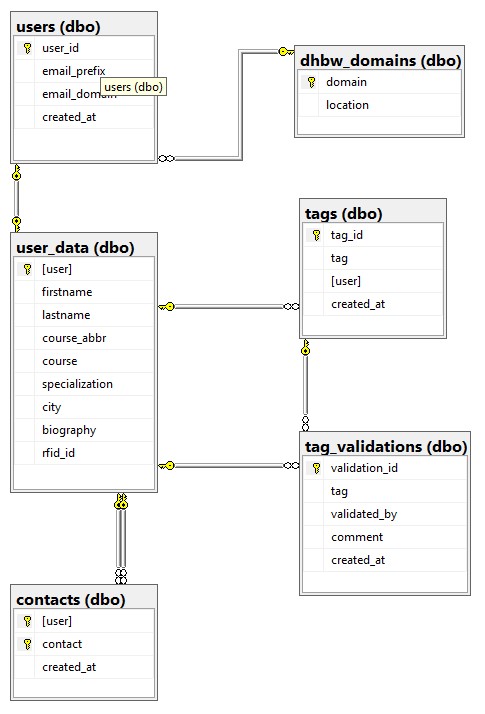 users (dbo)
user_id
email_prefix
email_domain
users (dbo)
created_at
dhbw_domains (dbo)
domain
location
user_data (dbo)
[user]
firstname
lastname
course_abbr
course
specialization
city
biography
rfid_id
tags (dbo)
tag_id
tag
[user]
created_at
tag_validations (dbo)
validation_id
tag
validated_by
comment
created_at
contacts (dbo)
[user]
contact
created_at